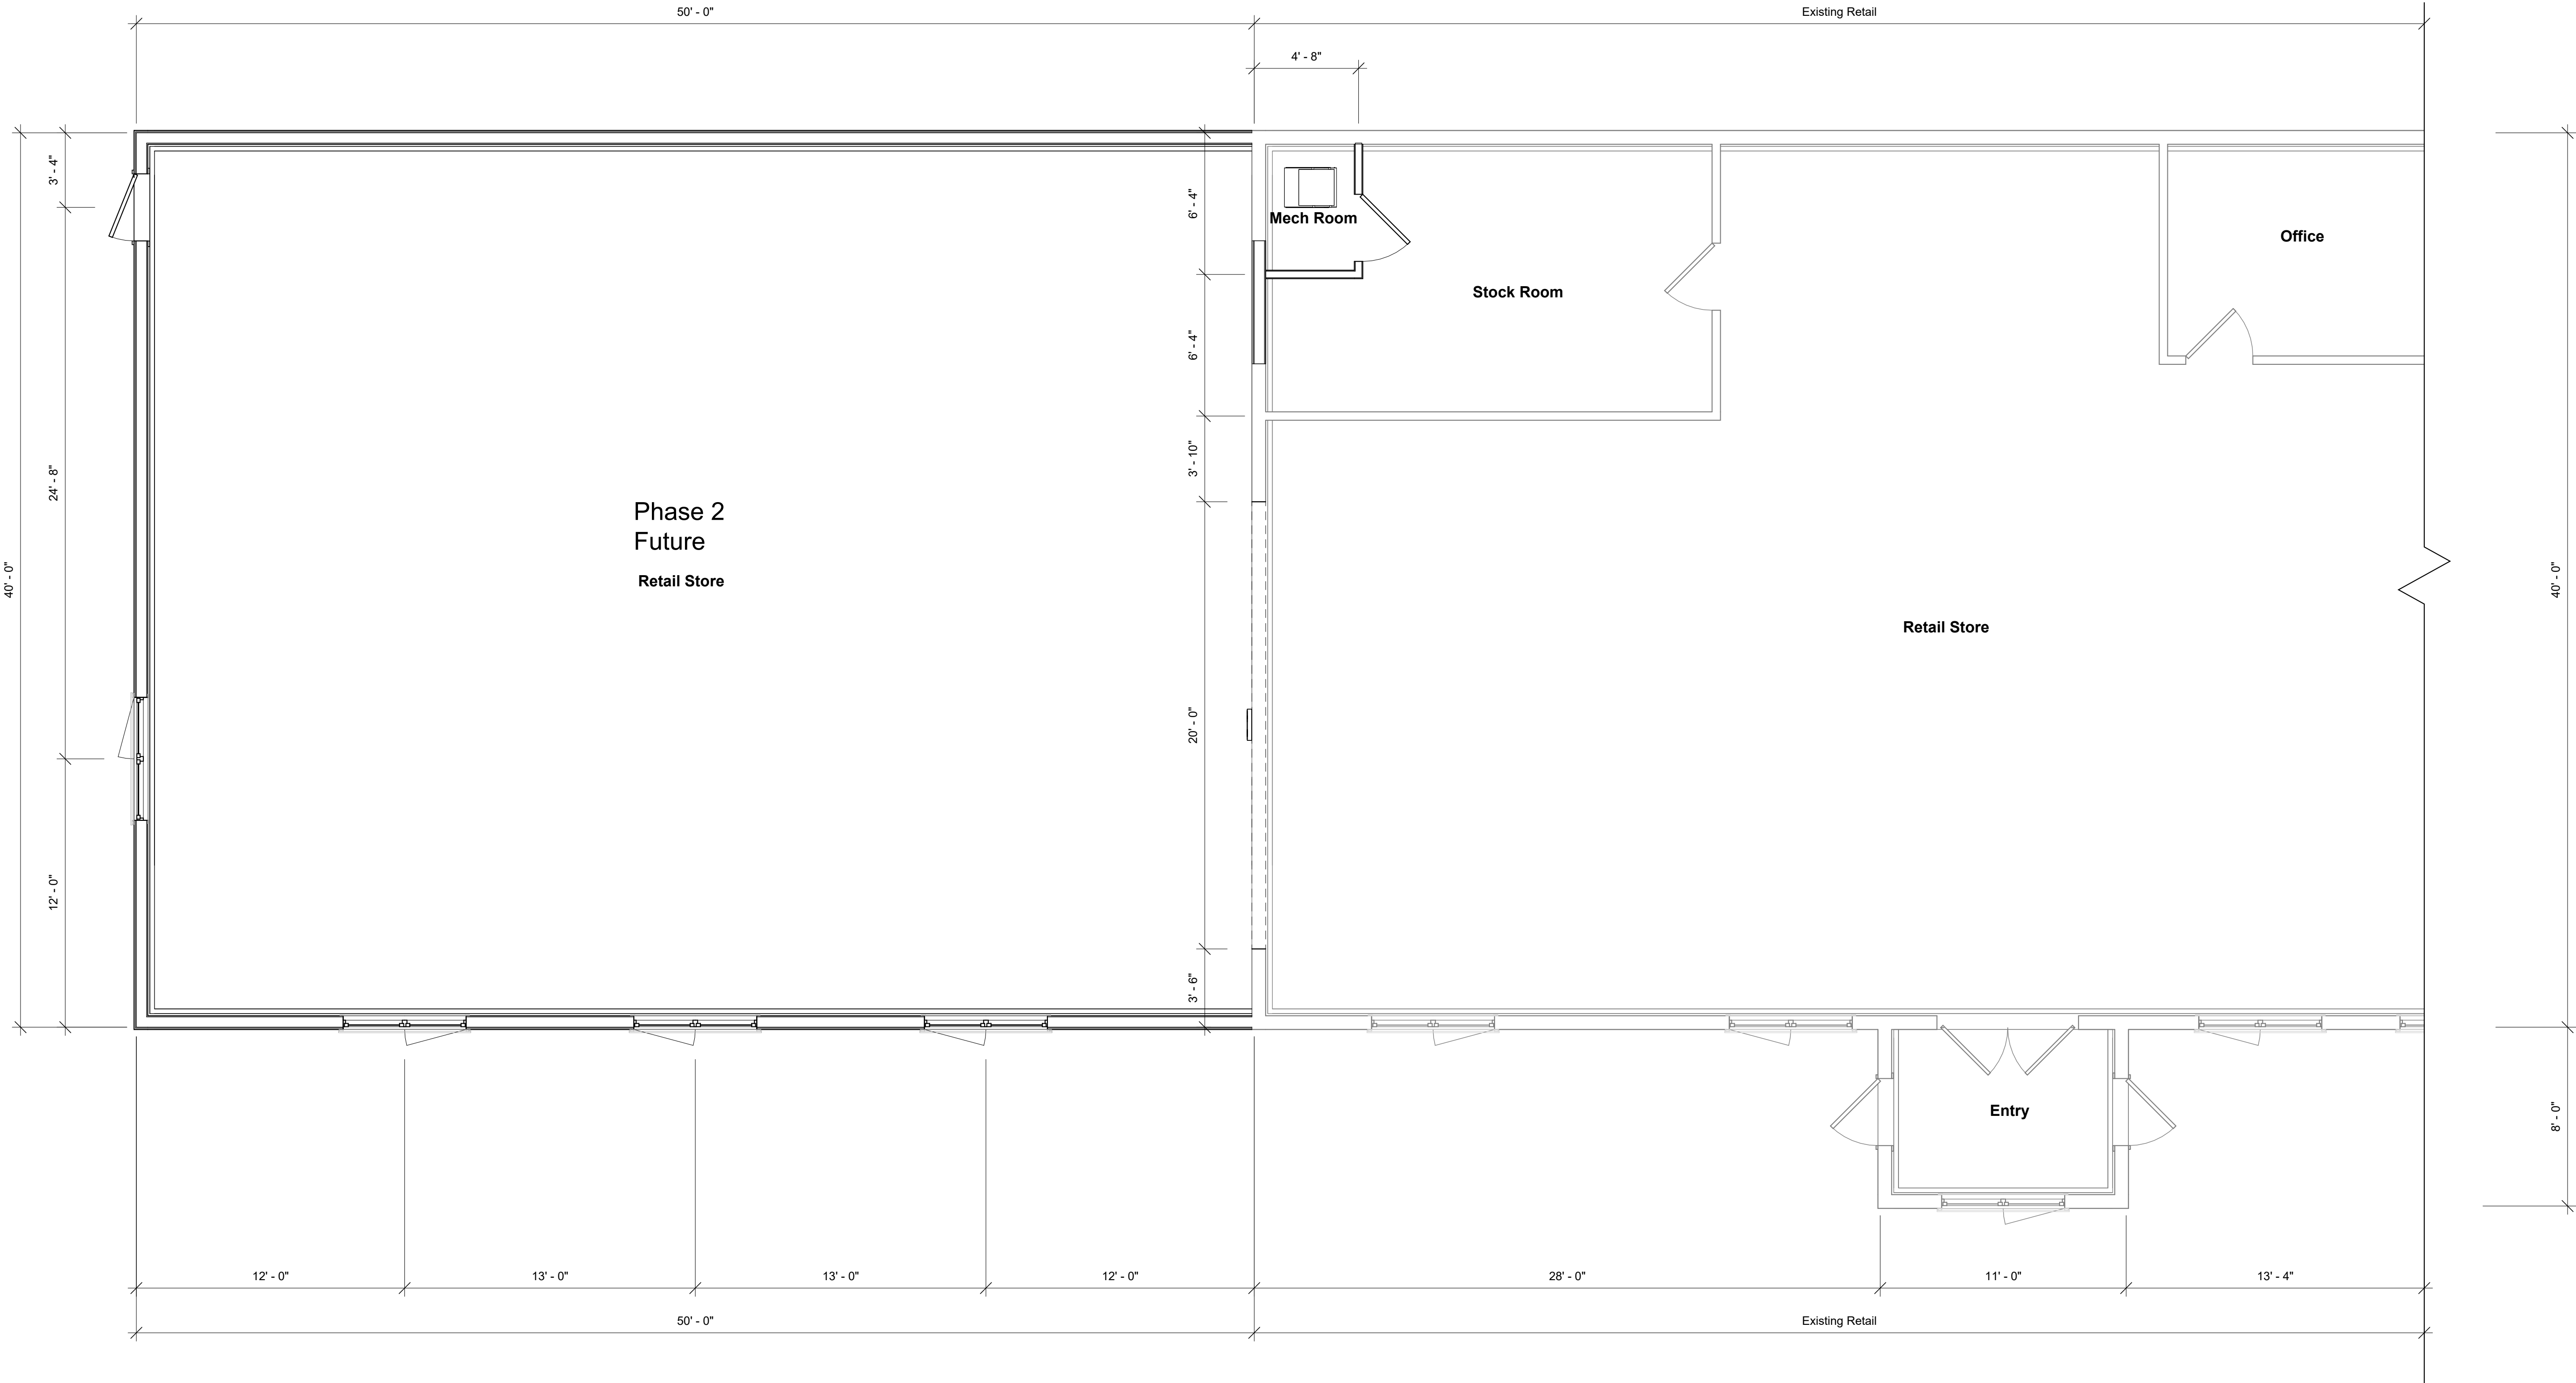 50' - 0"
Existing Retail
4' - 8"
3' - 4"
6' - 4"
Mech Room
Office
Stock Room
6' - 4"
3' - 10"
24' - 8"
Phase 2
Future
Retail Store
40' - 0"
40' - 0"
Retail Store
20' - 0"
12' - 0"
3' - 6"
Entry
8' - 0"
12' - 0"
13' - 0"
13' - 0"
12' - 0"
28' - 0"
11' - 0"
13' - 4"
50' - 0"
Existing Retail